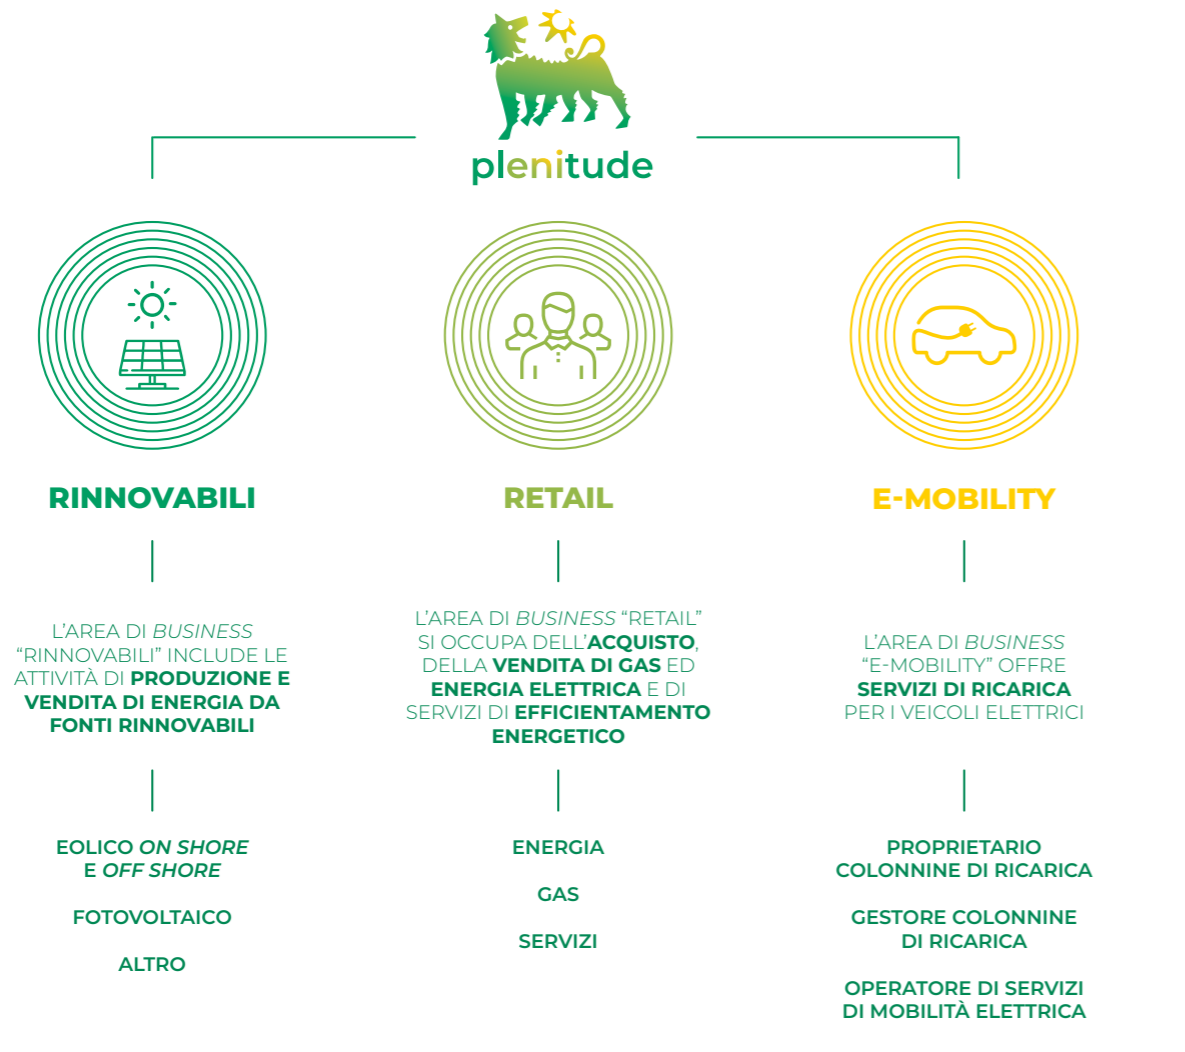 plenitude
RINNOVABILI
L’AREA DI BUSINESS
“RINNOVABILI” INCLUDE LE
ATTIVITÀ DI PRODUZIONE E
VENDITA DI ENERGIA DA
FONTI RINNOVABILI
EOLICO ON SHORE
E OFF SHORE
FOTOVOLTAICO
ALTRO
RETAIL
L’AREA DI BUSINESS “RETAIL”
SI OCCUPA DELL’ACQUISTO,
DELLA VENDITA DI GAS ED
ENERGIA ELETTRICA E DI
SERVIZI DI EFFICIENTAMENTO
ENERGETICO
ENERGIA
GAS
SERVIZI
E-MOBILITY
L’AREA DI BUSINESS
“E-MOBILITY” OFFRE
SERVIZI DI RICARICA
PER I VEICOLI ELETTRICI
PROPRIETARIO
COLONNINE DI RICARICA
GESTORE COLONNINE
DI RICARICA
OPERATORE DI SERVIZI
DI MOBILITÀ ELETTRICA